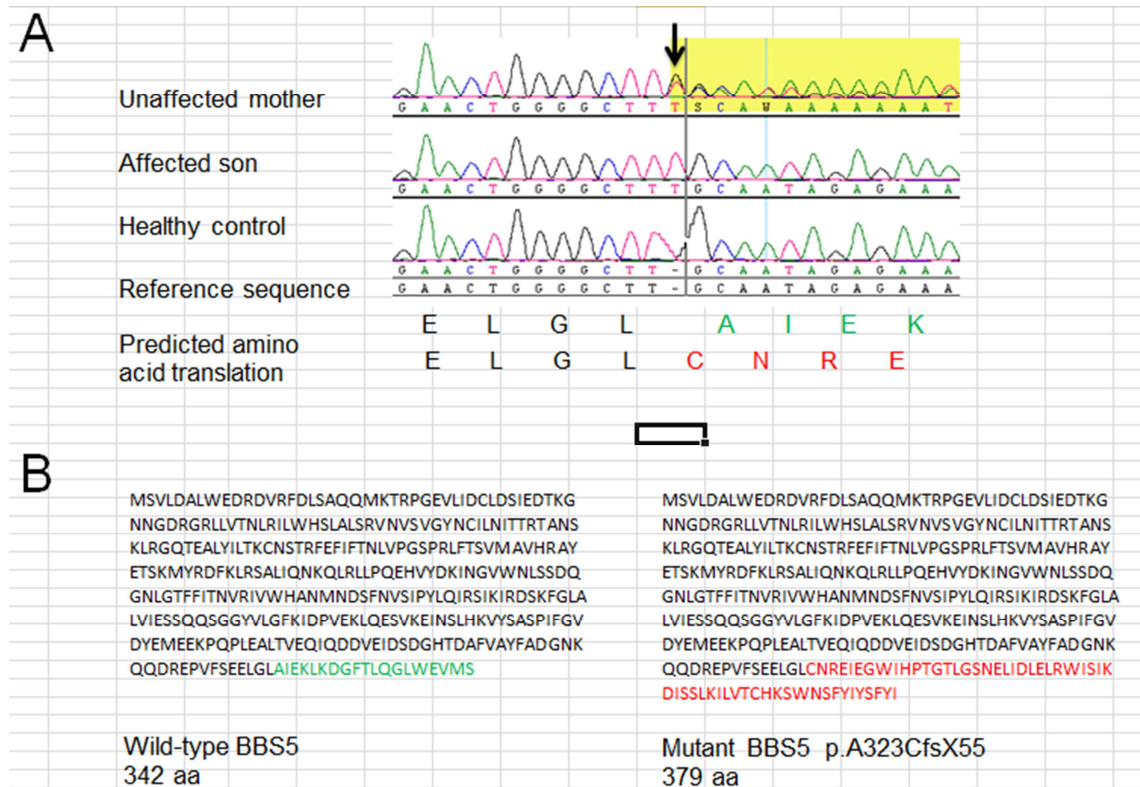 A
Unaffected mother
G A A C T G G G G C T T T S C A W A A A A A A A T
Affected son
G A A C T G G G G C T T T G C A A T A G A G A A A
Healthy control
G A A C T G G G G C T T - G C A A T A G A G A A A
Reference sequence
G A A C T G G G G C T T - G C A A T A G A G A A A
E L G L A I E K
Predicted amino
acid translation
E L G L C N R E
B
MSVLDALWEDRDVRFDLSAQQMKTRPGEVLIDCLDSIEDTKG
NNGDRGRLLVTNLRILWHSLALSRVNVSVGYNCILNITTRTANS
KLRGQTEALYILTKCNSTRFEFIFTNLVPGSPRLFTSVMAVHRAY
ETSKMYRDFKLRSALIQNKQLRLLPQEHVYDKINGVWNLSSDQ
GNLGTFFITNVRIVWHANMNDSFNVSIPYLQIRSIKIRDSKFGLA
LVIESSQQSGGYVLGFKIDPVEKLQESVKEINSLHKVYSASPIFGV
DYEMEEKPQPLEALTVEQIQDDVEIDSDGHTDAFVAYFADGNK
QQDREPVFSEELGLAIEKLKDGFTLQGLWEVMS
Wild-type BBS5
342 aa
MSVLDALWEDRDVRFDLSAQQMKTRPGEVLIDCLDSIEDTKG
NNGDRGRLLVTNLRILWHSLALSRVNVSVGYNCILNITTRTANS
KLRGQTEALYILTKCNSTRFEFIFTNLVPGSPRLFTSVMAVHRAY
ETSKMYRDFKLRSALIQNKQLRLLPQEHVYDKINGVWNLSSDQ
GNLGTFFITNVRIVWHANMNDSFNVSIPYLQIRSIKIRDSKFGLA
LVIESSQQSGGYVLGFKIDPVEKLQESVKEINSLHKVYSASPIFGV
DYEMEEKPQPLEALTVEQIQDDVEIDSDGHTDAFVAYFADGNK
QQDREPVFSEELGLCNREIEGWIHPTGTLGSNELIDLELRWISIK
DISSLKILVTCHKSWNSFYIYSFYI
Mutant BBS5 p.A323CfsX55
379 aa